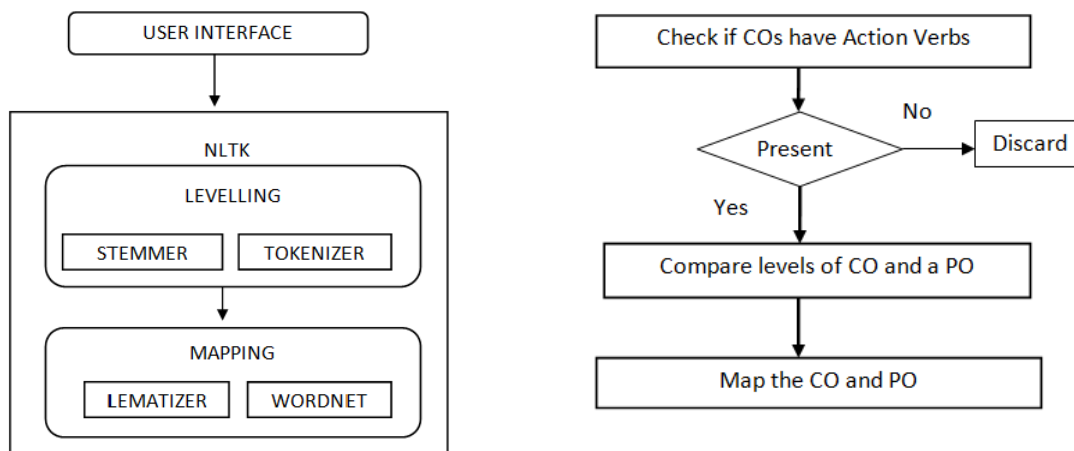 USER INTERFACE
NLTK
LEVELLING
STEMMER
TOKENIZER
MAPPING
LEMATIZER
WORDNET
Check if COs have Action Verbs
No
Present
Discard
Yes
Compare levels of CO and a PO
Map the CO and PO